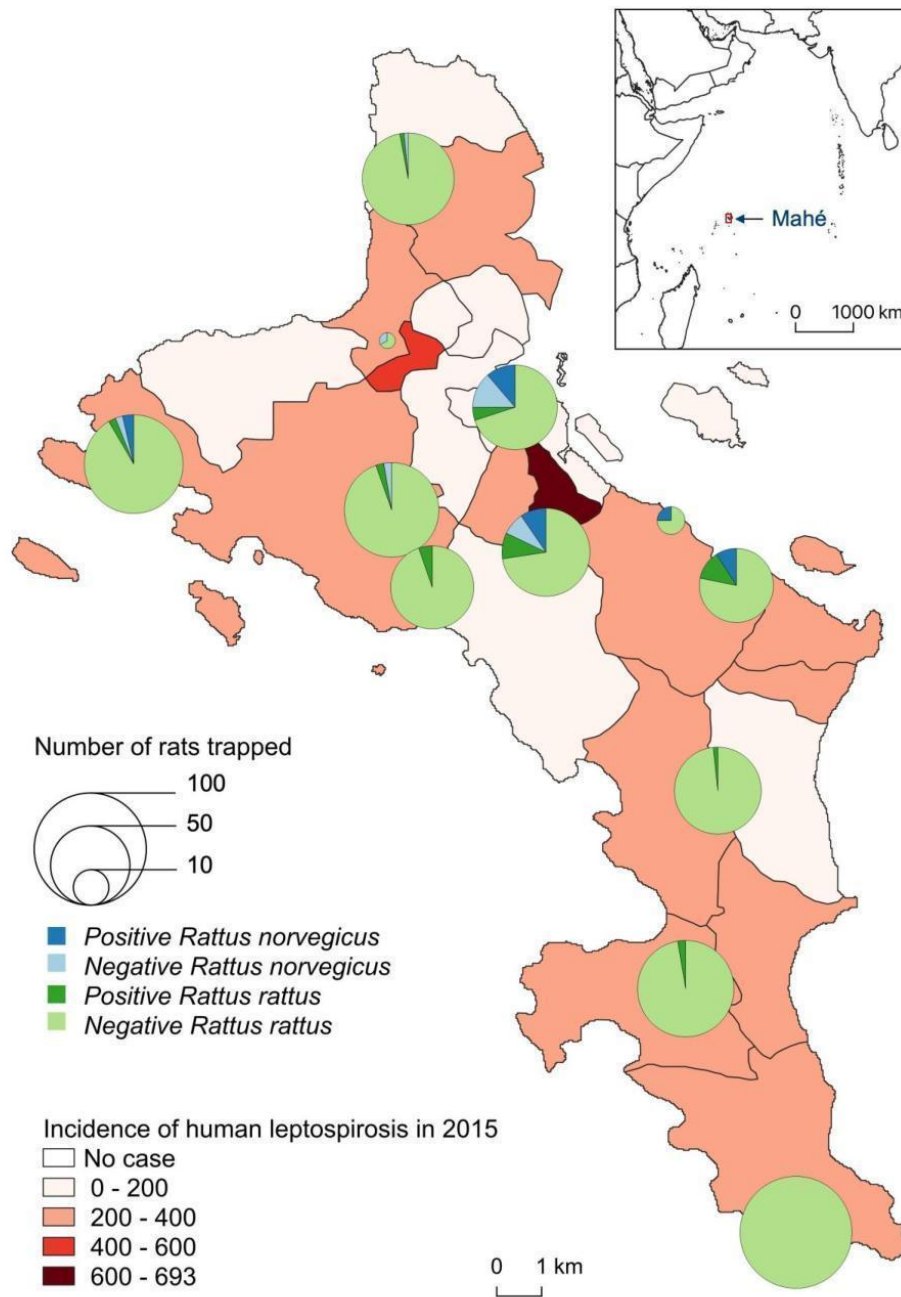 Mahé
0 1000 km
Number of rats trapped
100
50
10
Positive Rattus norvegicus
Negative Rattus norvegicus
Positive Rattus rattus
Negative Rattus rattus
Incidence of human leptospirosis in 2015
No case
0 - 200
200 - 400
400 - 600
600 - 693
0 1 km